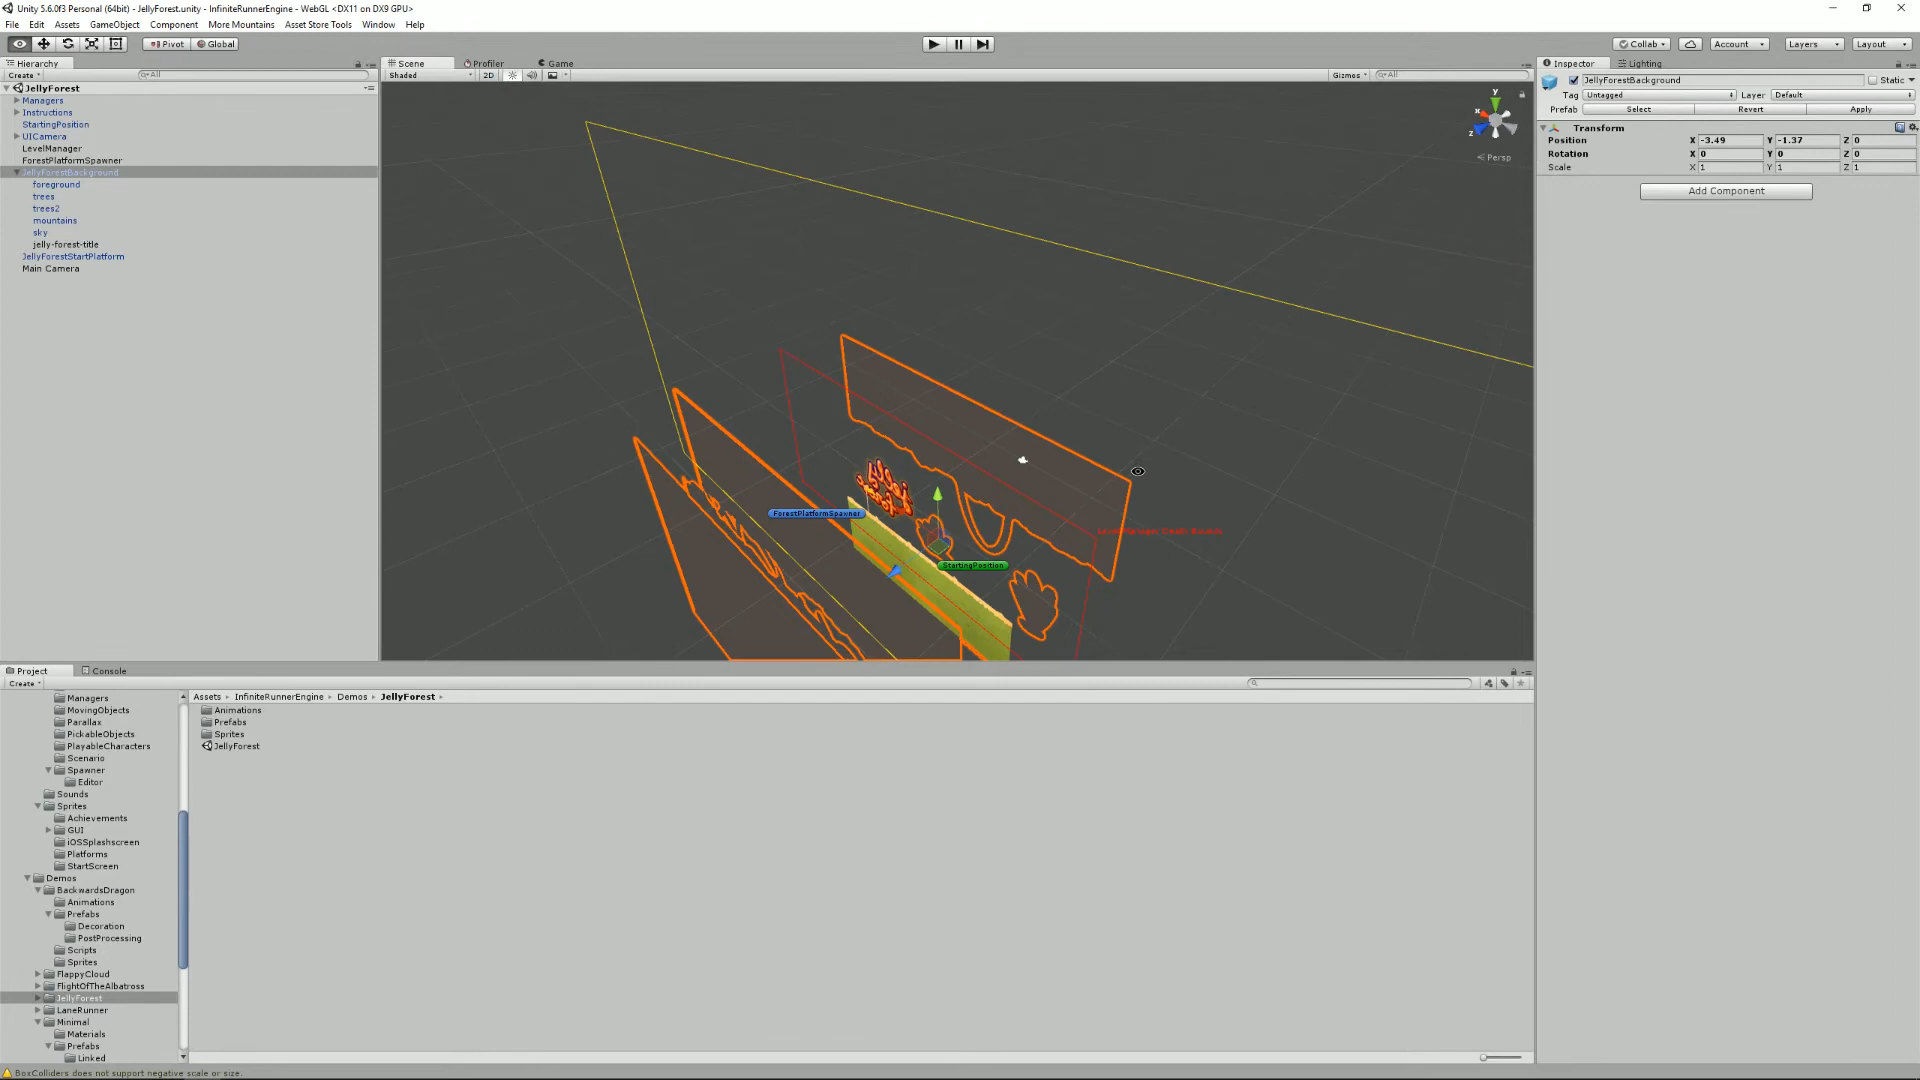 Unity 5.6.0f3 Personal (64bit) - JellyForest.unity - InfiniteRunnerEngine - WebGL <DX11 on DX9 GPU>
File Edit Assets GameObject Component More Mountains Asset Store Tools Window Help
Pivot Global Collab Account Layers Layout
Hierarchy
Create All
JellyForest
Managers
Instructions
StartingPosition
UICamera
LevelManager
ForestPlatformSpawner
JellyForestBackground
foreground
trees
trees2
mountains
sky
jelly-forest-title
JellyForestStartPlatform
Main Camera
Scene Profiler Game
Shaded 2D Gizmos All
y
x
z
Persp
ForestPlatformSpawner
StartingPosition
Inspector Lighting
JellyForestBackground Static
Tag Untagged Layer Default
Prefab Select Revert Apply
Transform
Position X -3.49 Y -1.37 Z 0
Rotation X 0 Y 0 Z 0
Scale X 1 Y 1 Z 1
Add Component
Project Console
Create
Managers
MovingObjects
Parallax
PickableObjects
PlayableCharacters
Scenario
Spawner
Editor
Sounds
Sprites
Achievements
GUI
iOSSplashscreen
Platforms
StartScreen
Demos
BackwardsDragon
Animations
Prefabs
Decoration
PostProcessing
Scripts
Sprites
FlappyCloud
FlightOfTheAlbatross
JellyForest
LaneRunner
Minimal
Materials
Prefabs
Linked
Assets InfiniteRunnerEngine Demos JellyForest
Animations
Prefabs
Sprites
JellyForest
BoxColliders does not support negative scale or size.